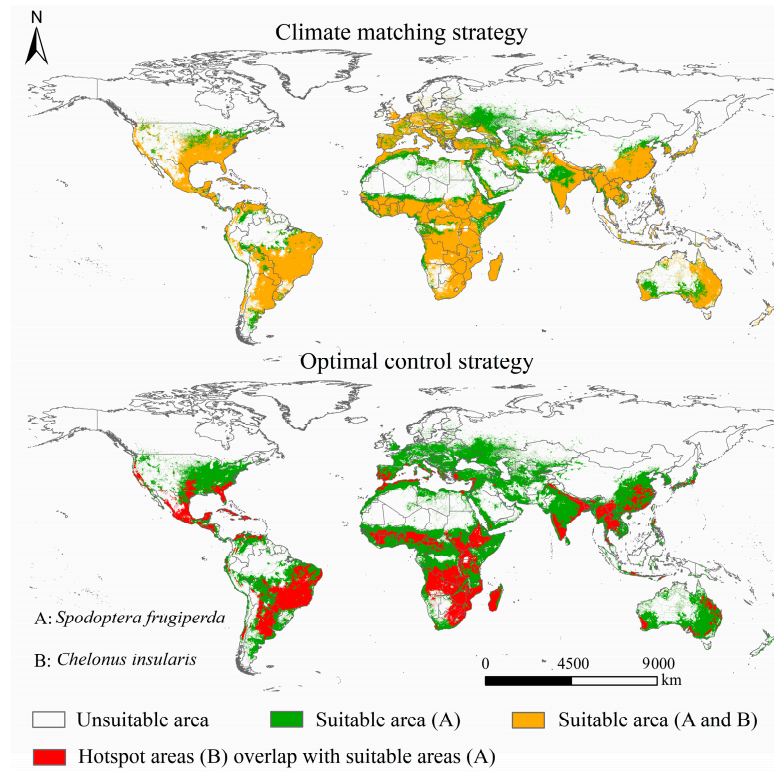 N
Climate matching strategy
Optimal control strategy
A: Spodoptera frugiperda
B: Chelonus insularis
0 4500 9000
km
Unsuitable area
Suitable area (A)
Suitable area (A and B)
Hotspot areas (B) overlap with suitable areas (A)